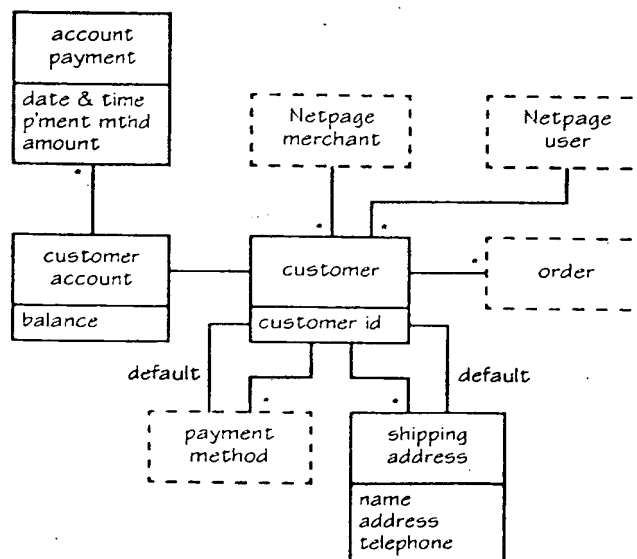 account
payment
date & time
p'ment mthd
amount
*
Netpage
merchant
Netpage
user
*
*
customer
account
balance
customer
customer id
*
order
default
default
*
*
payment
method
shipping
address
name
address
telephone